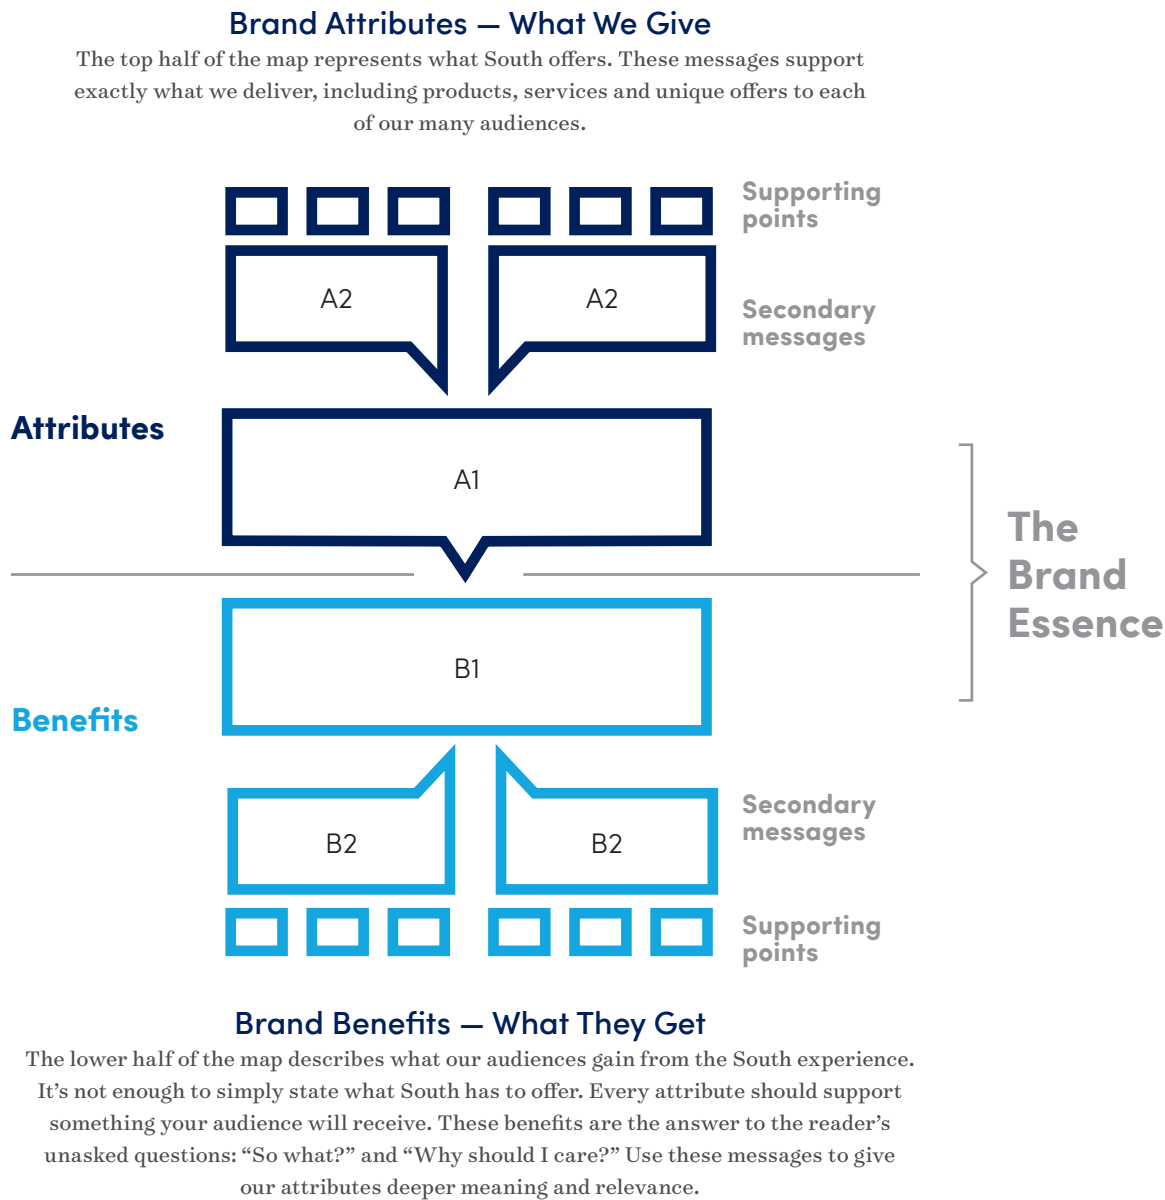 Brand Attributes — What We Give
The top half of the map represents what South offers. These messages support
exactly what we deliver, including products, services and unique offers to each
of our many audiences.
Supporting
points
A2
A2
Secondary
messages
Attributes
A1
The
Brand
Essence
B1
Benefits
Secondary
messages
B2
B2
Supporting
points
Brand Benefits — What They Get
The lower half of the map describes what our audiences gain from the South experience.
It’s not enough to simply state what South has to offer. Every attribute should support
something your audience will receive. These benefits are the answer to the reader’s
unasked questions: “So what?” and “Why should I care?” Use these messages to give
our attributes deeper meaning and relevance.